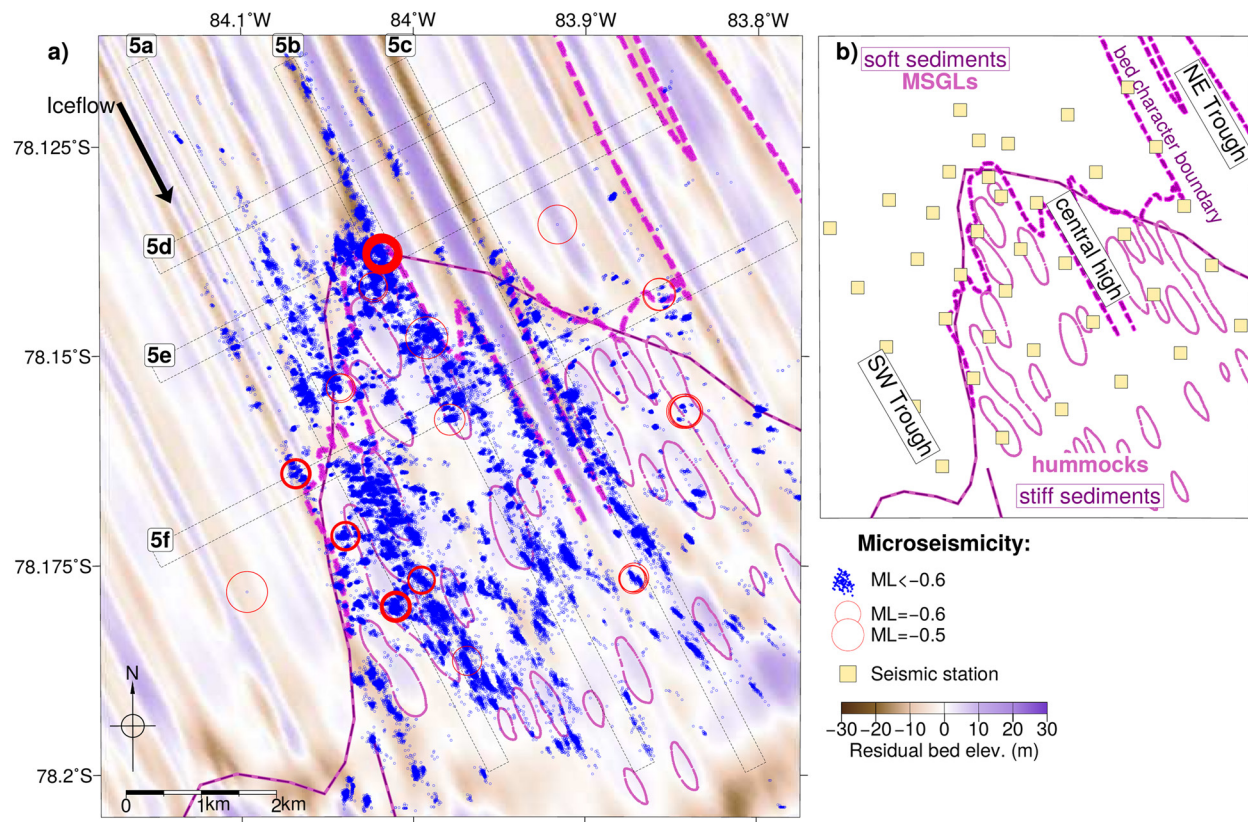 84.1°W
84°W
83.9°W
83.8°W
a)
5a
5b
5c
Iceflow
78.125°S
5d
78.15°S
5e
5f
78.175°S
N
78.2°S
0
1km
2km
b)
soft sediments
MSGLs
bed character boundary
NE Trough
central high
SW Trough
hummocks
stiff sediments
Microseismicity:
ML<−0.6
ML=−0.6
ML=−0.5
Seismic station
−30 −20 −10 0 10 20 30
Residual bed elev. (m)